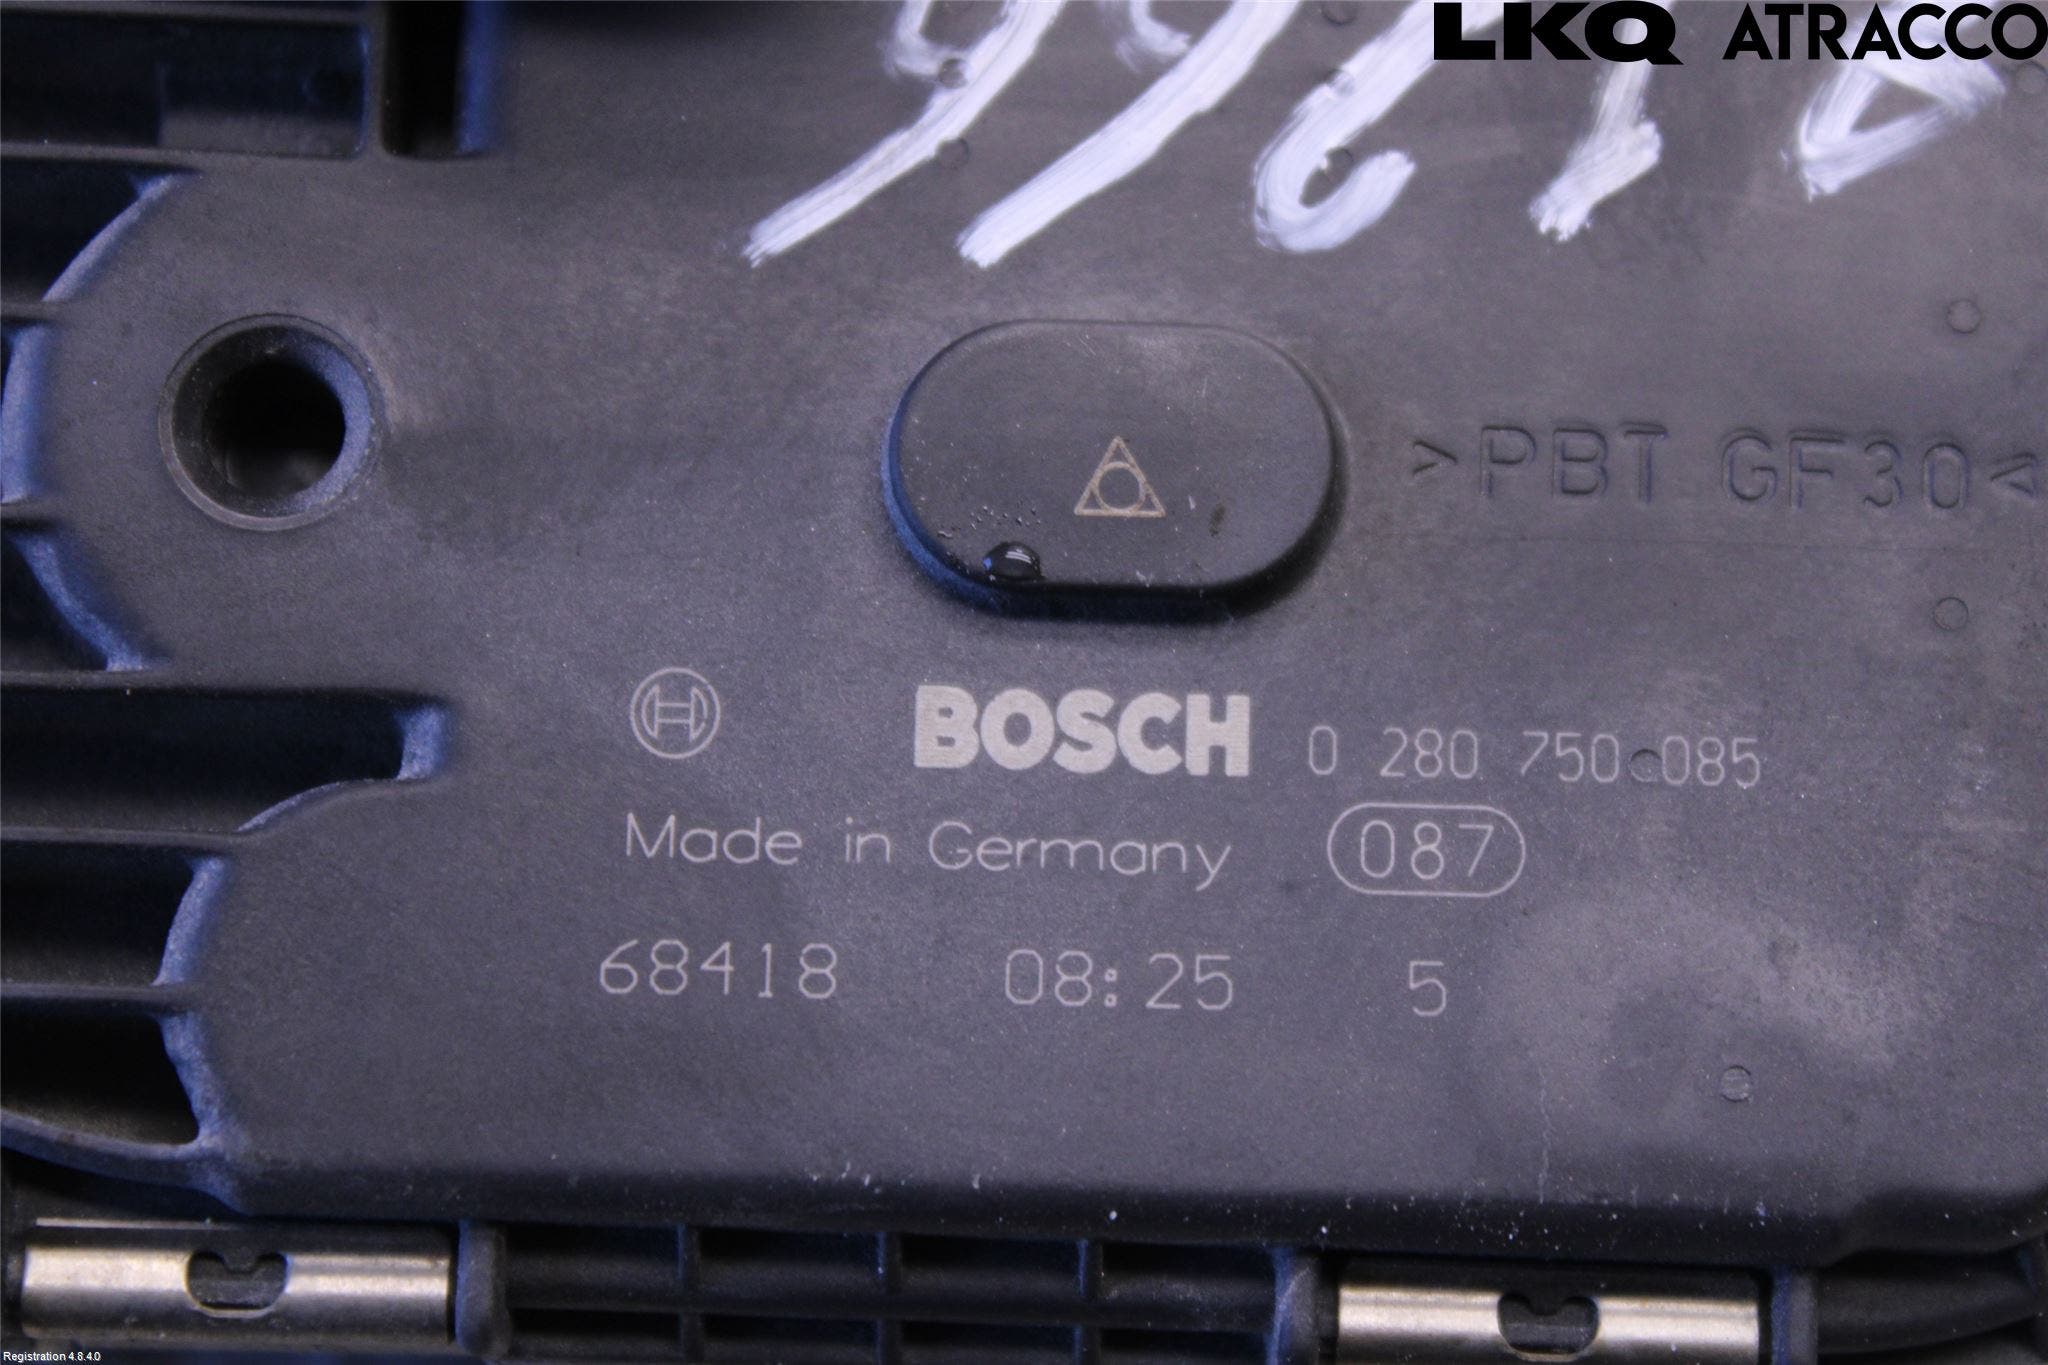 LKQ ATRACCO
>PBT GF30<
BOSCH 0 280 750 085
Made in Germany 087
68418 08:25 5
Registration 4.8.4.0